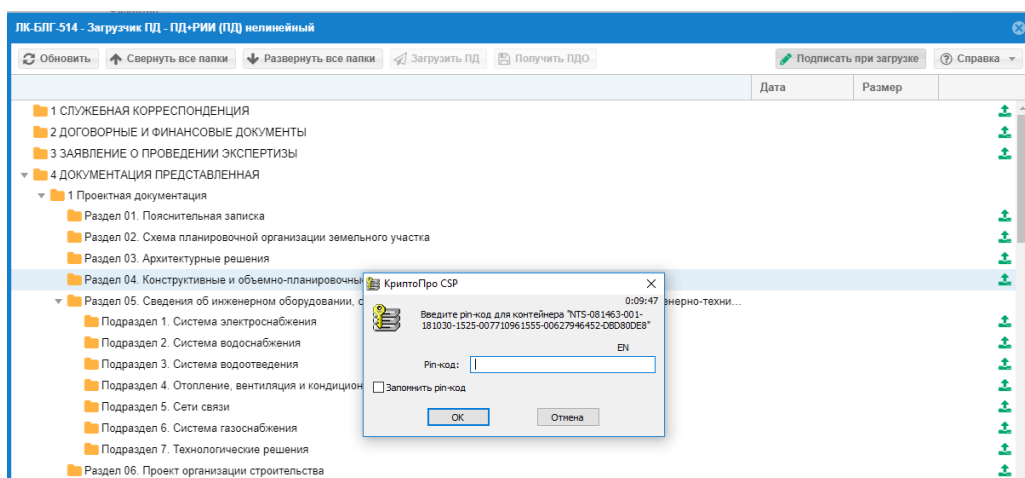 ЛК-БЛГ-514 - Загрузчик ПД - ПД+РИИ (ПД) нелинейный
Обновить Свернуть все папки Развернуть все папки Загрузить ПД Получить ПДО Подписать при загрузке Справка
Дата Размер
1 СЛУЖЕБНАЯ КОРРЕСПОНДЕНЦИЯ
2 ДОГОВОРНЫЕ И ФИНАНСОВЫЕ ДОКУМЕНТЫ
3 ЗАЯВЛЕНИЕ О ПРОВЕДЕНИИ ЭКСПЕРТИЗЫ
4 ДОКУМЕНТАЦИЯ ПРЕДСТАВЛЕННАЯ
1 Проектная документация
Раздел 01. Пояснительная записка
Раздел 02. Схема планировочной организации земельного участка
Раздел 03. Архитектурные решения
Раздел 04. Конструктивные и объемно-планировочны
Раздел 05. Сведения об инженерном оборудовании, с
енерно-техни...
Подраздел 1. Система электроснабжения
Подраздел 2. Система водоснабжения
Подраздел 3. Система водоотведения
Подраздел 4. Отопление, вентиляция и кондицион
Подраздел 5. Сети связи
Подраздел 6. Система газоснабжения
Подраздел 7. Технологические решения
Раздел 06. Проект организации строительства
КриптоПро CSP
0:09:47
Введите pin-код для контейнера "NTS-081463-001-
181030-1525-007710961555-00627946452-DBD80DE8"
EN
Pin-код:
Запомнить pin-код
OK Отмена